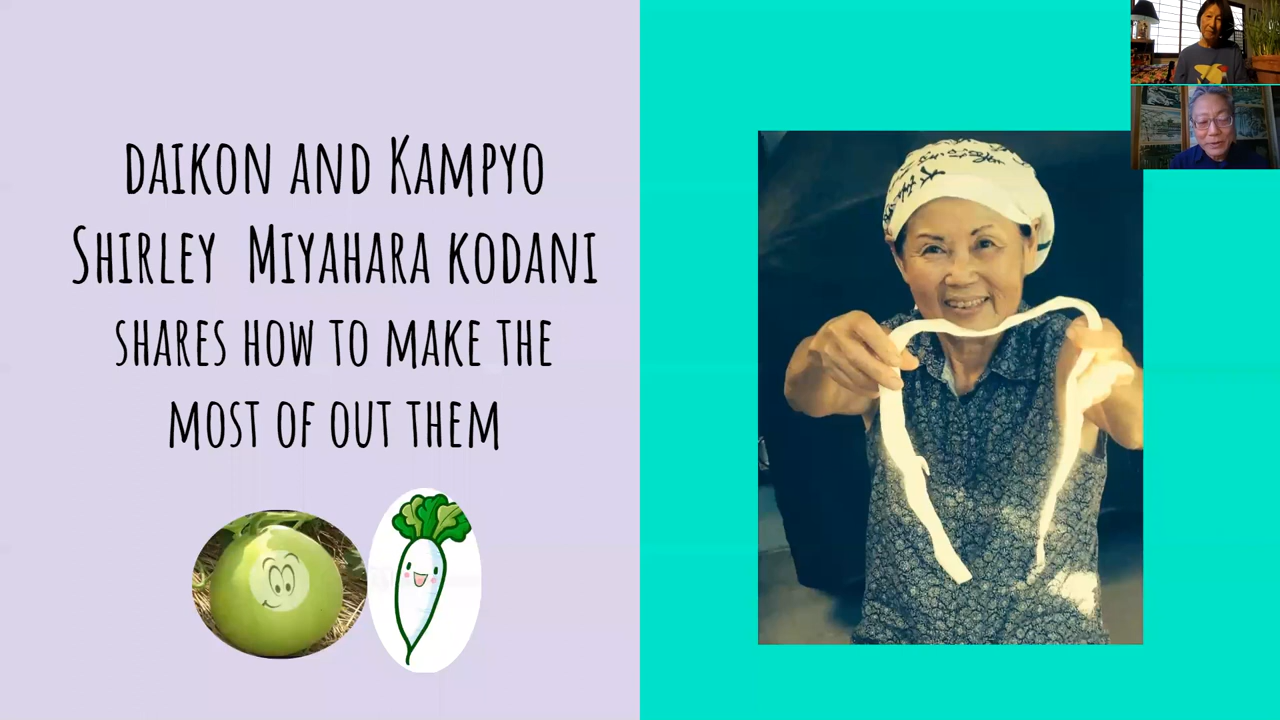 DAIKON AND KAMPYO
SHIRLEY MIYAHARA KODANI
SHARES HOW TO MAKE THE
MOST OF OUT THEM